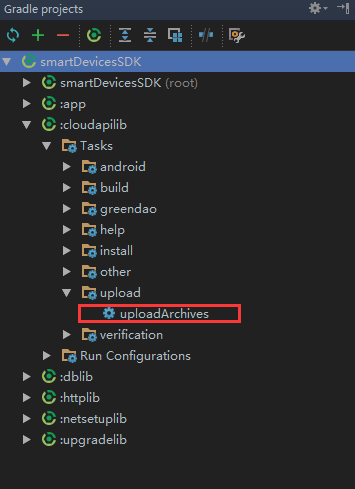 Gradle projects
smartDevicesSDK
smartDevicesSDK (root)
:app
:cloudapilib
Tasks
android
build
greendao
help
install
other
upload
uploadArchives
verification
Run Configurations
:dblib
:httplib
:netsetuplib
:upgradelib